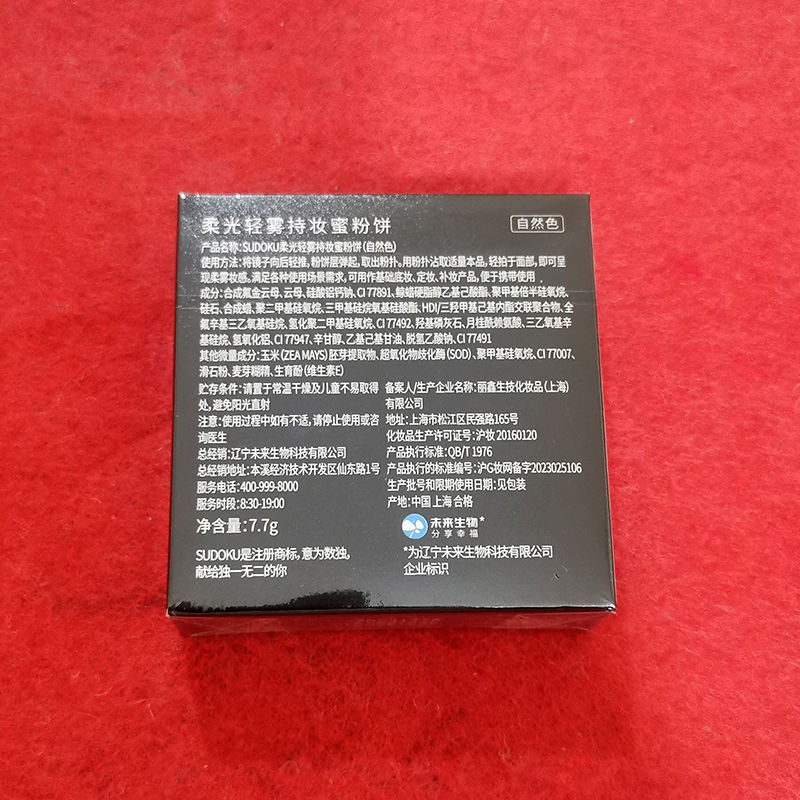 柔光轻雾持妆蜜粉饼
自然色
产品名称:SUDOKU柔光轻雾持妆蜜粉饼(自然色)
使用方法:将镜子向后轻推,粉饼层弹起,取出粉扑。用粉扑沾取适量本品,轻拍于面部,即可呈
现柔雾妆感。满足各种使用场景需求,可用作基础底妆、定妆、补妆产品,便于携带使用
成分:合成氟金云母、云母、硅酸铝钙钠、CI 77891、鲸蜡硬脂醇乙基己酸酯、聚甲基倍半硅氧烷、
硅石、合成蜡、聚二甲基硅氧烷、三甲基硅烷氧基硅酸酯、HDI/三羟甲基己基内酯交联聚合物、全
氟辛基三乙氧基硅烷、氢化聚二甲基硅氧烷、CI 77492、羟基磷灰石、月桂酰赖氨酸、三乙氧基辛
基硅烷、氢氧化铝、CI 77947、辛甘醇、乙基己基甘油、脱氢乙酸钠、CI 77491
其他微量成分:玉米(ZEA MAYS)胚芽提取物、超氧化物歧化酶(SOD)、聚甲基硅氧烷、CI 77007、
滑石粉、麦芽糊精、生育酚(维生素E)
贮存条件:请置于常温干燥及儿童不易取得
处,避免阳光直射
注意:使用过程中如有不适,请停止使用或咨
询医生
总经销:辽宁未来生物科技有限公司
总经销地址:本溪经济技术开发区仙东路1号
服务电话:400-999-8000
服务时段:8:30-19:00
净含量:7.7g
SUDOKU是注册商标,意为数独,
献给独一无二的你
备案人/生产企业名称:丽鑫生技化妆品(上海)
有限公司
地址:上海市松江区民强路165号
化妆品生产许可证号:沪妆 20160120
产品执行标准:QB/T 1976
产品执行的标准编号:沪G妆网备字2023025106
生产批号和限期使用日期:见包装
产地:中国 上海 合格
未来生物*
分享幸福
*为辽宁未来生物科技有限公司
企业标识